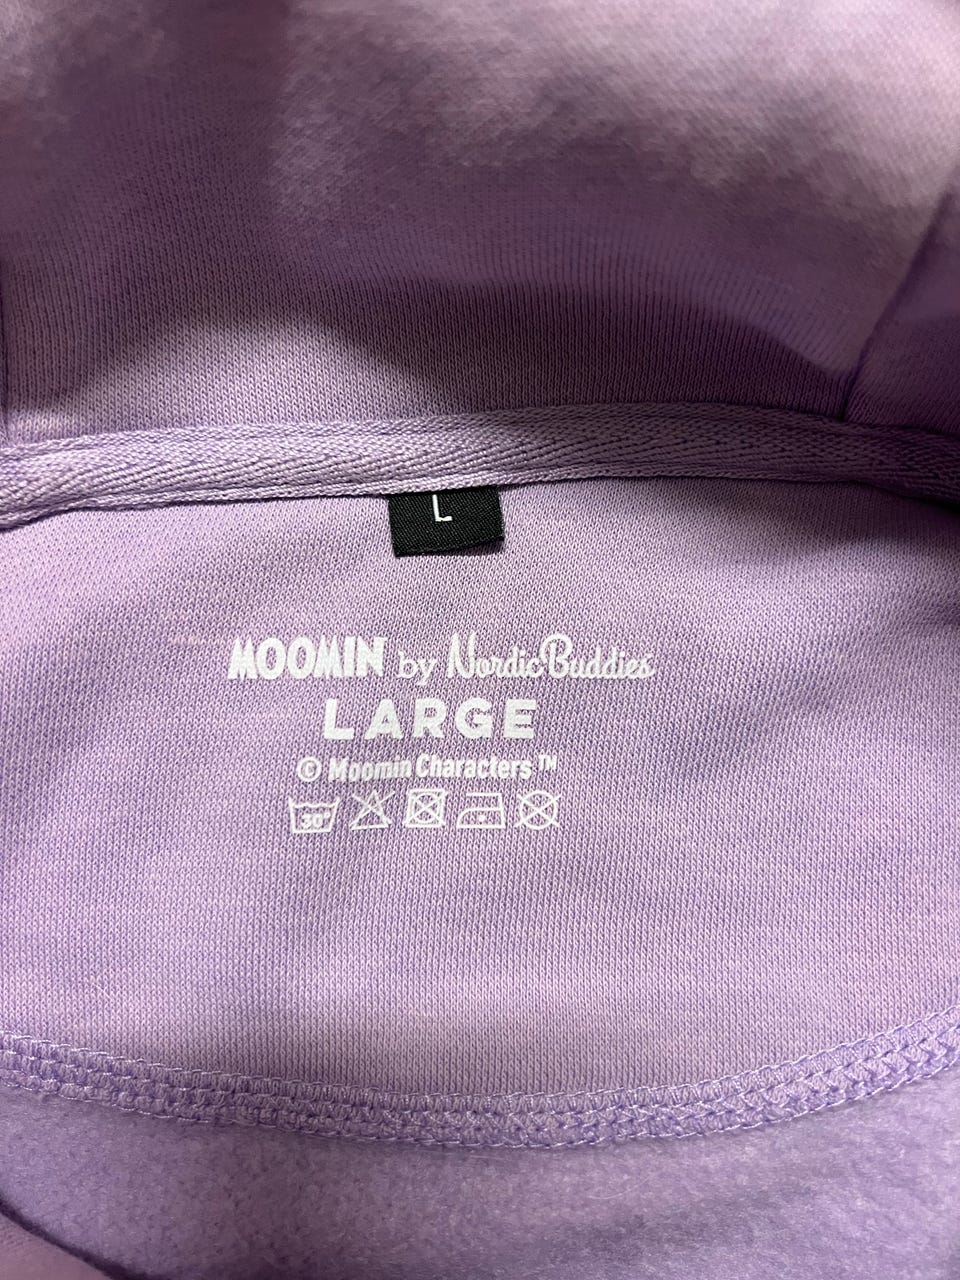 L
MOOMIN by NordicBuddies
LARGE
© Moomin Characters™
30°